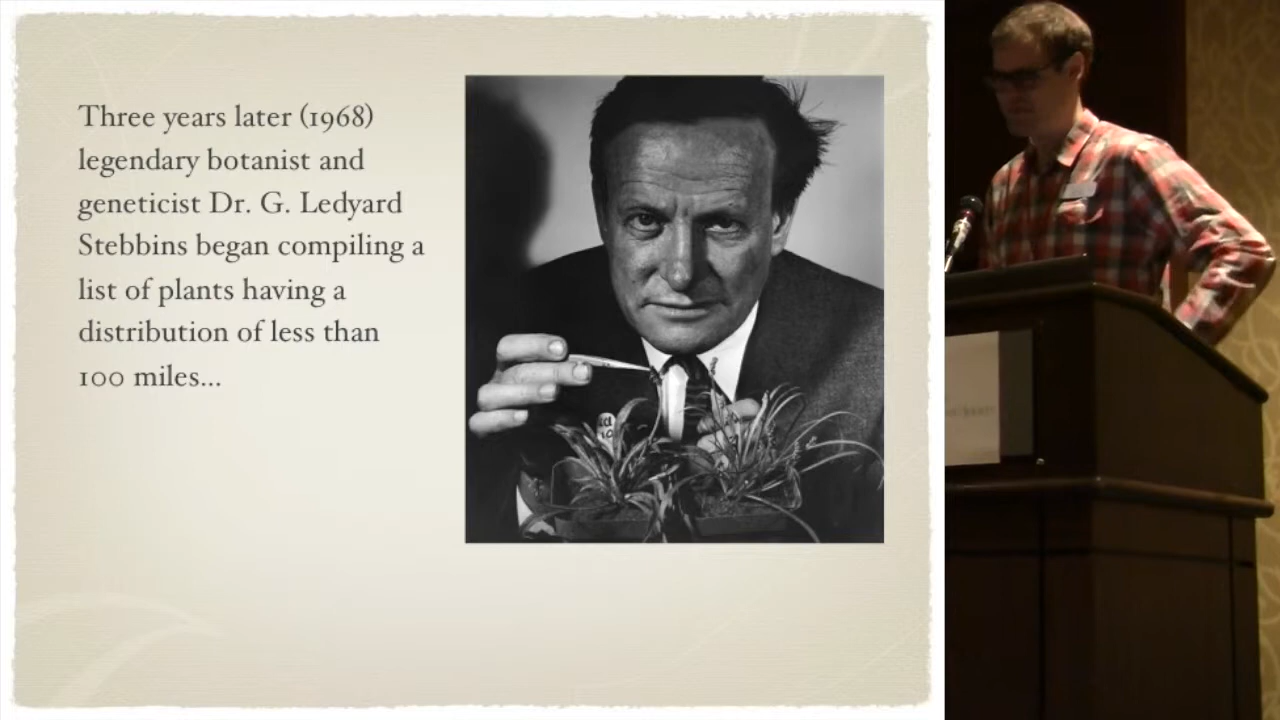 Three years later (1968)
legendary botanist and
geneticist Dr. G. Ledyard
Stebbins began compiling a
list of plants having a
distribution of less than
100 miles...